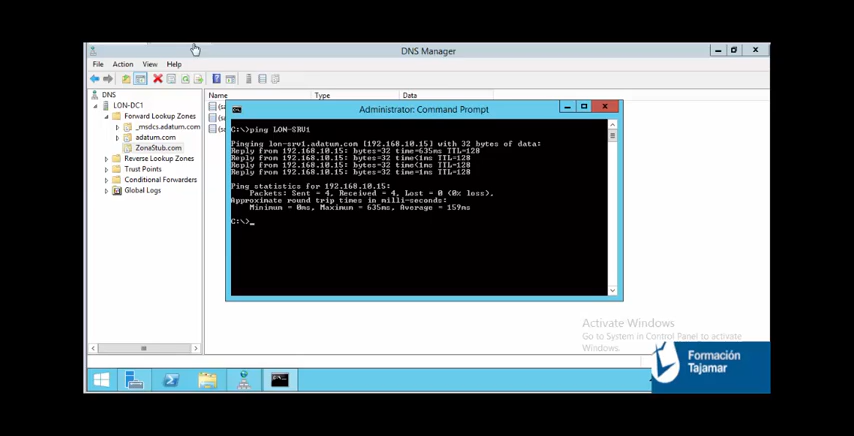 DNS Manager
File Action View Help
DNS
LON-DC1
Forward Lookup Zones
_msdcs.adatum.com
adatum.com
ZonaStub.com
Reverse Lookup Zones
Trust Points
Conditional Forwarders
Global Logs
Name Type Data
Administrator: Command Prompt
C:\>ping LON-SRV1
Pinging lon-srv1.adatum.com [192.168.10.15] with 32 bytes of data:
Reply from 192.168.10.15: bytes=32 time=635ms TTL=128
Reply from 192.168.10.15: bytes=32 time<1ms TTL=128
Reply from 192.168.10.15: bytes=32 time<1ms TTL=128
Reply from 192.168.10.15: bytes=32 time=1ms TTL=128
Ping statistics for 192.168.10.15:
Packets: Sent = 4, Received = 4, Lost = 0 (0% loss),
Approximate round trip times in milli-seconds:
Minimum = 0ms, Maximum = 635ms, Average = 159ms
C:\>_
Activate Windows
Go to System in Control Panel to activate
Windows.
Formación
Tajamar